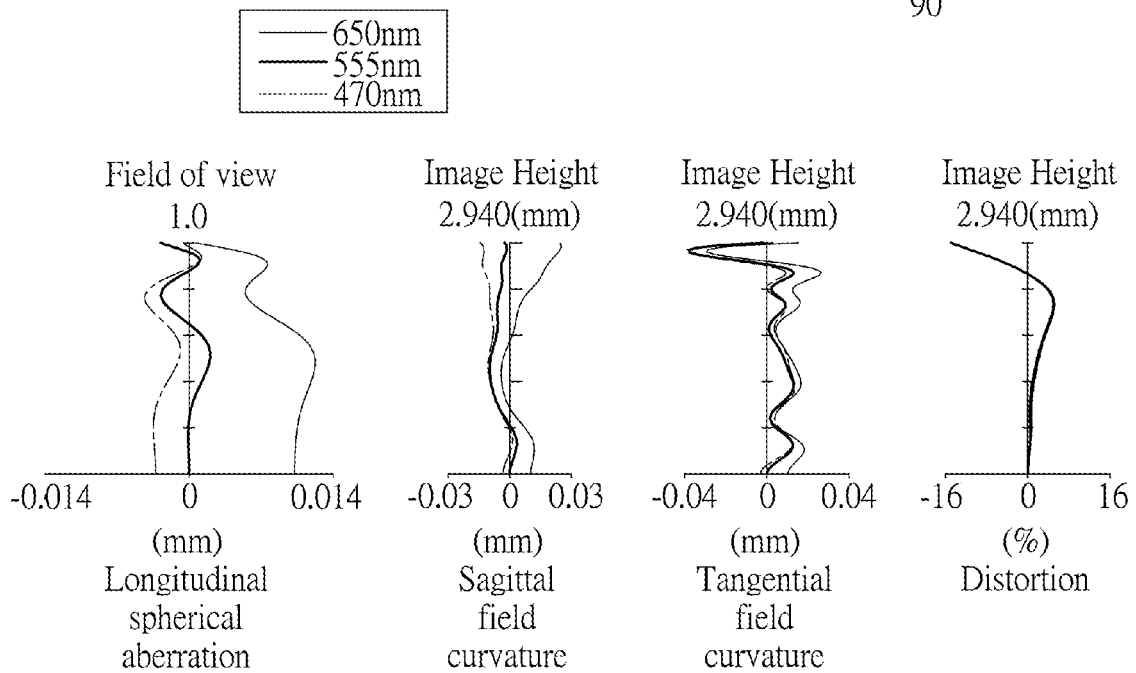 90
650nm
555nm
470nm
Field of view
1.0
Image Height
2.940(mm)
Image Height
2.940(mm)
Image Height
2.940(mm)
-0.014 0 0.014
(mm)
Longitudinal
spherical
aberration
-0.03 0 0.03
(mm)
Sagittal
field
curvature
-0.04 0 0.04
(mm)
Tangential
field
curvature
-16 0 16
(%)
Distortion